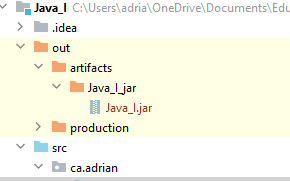 Java_I C:\Users\adria\OneDrive\Documents\Edu
.idea
out
artifacts
Java_I_jar
Java_I.jar
production
src
ca.adrian